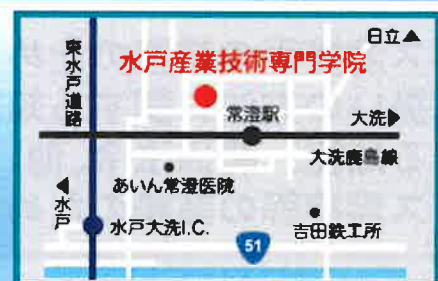 日立▲
東水戸道路
水戸産業技術専門学院
常澄駅
大洗▶
大洗鹿島線
◀水戸
あいん常澄医院
水戸大洗I.C.
吉田鉄工所
51